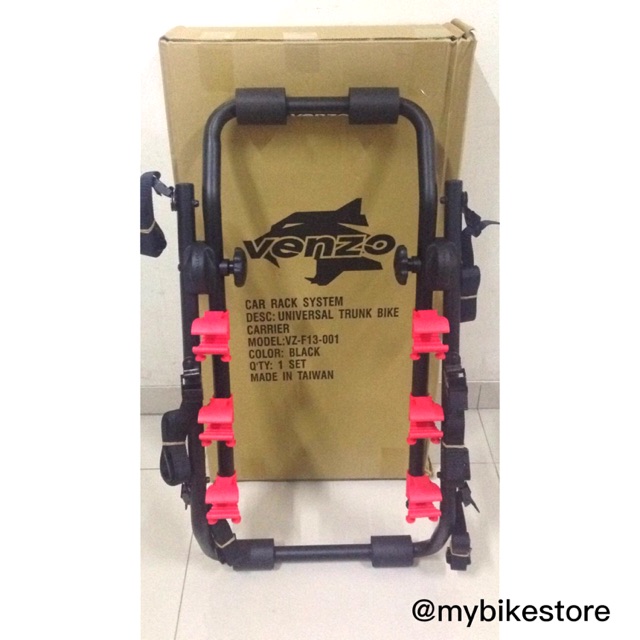 venzo
venzo
CAR RACK SYSTEM
DESC: UNIVERSAL TRUNK BIKE
CARRIER
MODEL:VZ-F13-001
COLOR: BLACK
Q'TY: 1 SET
MADE IN TAIWAN
@mybikestore